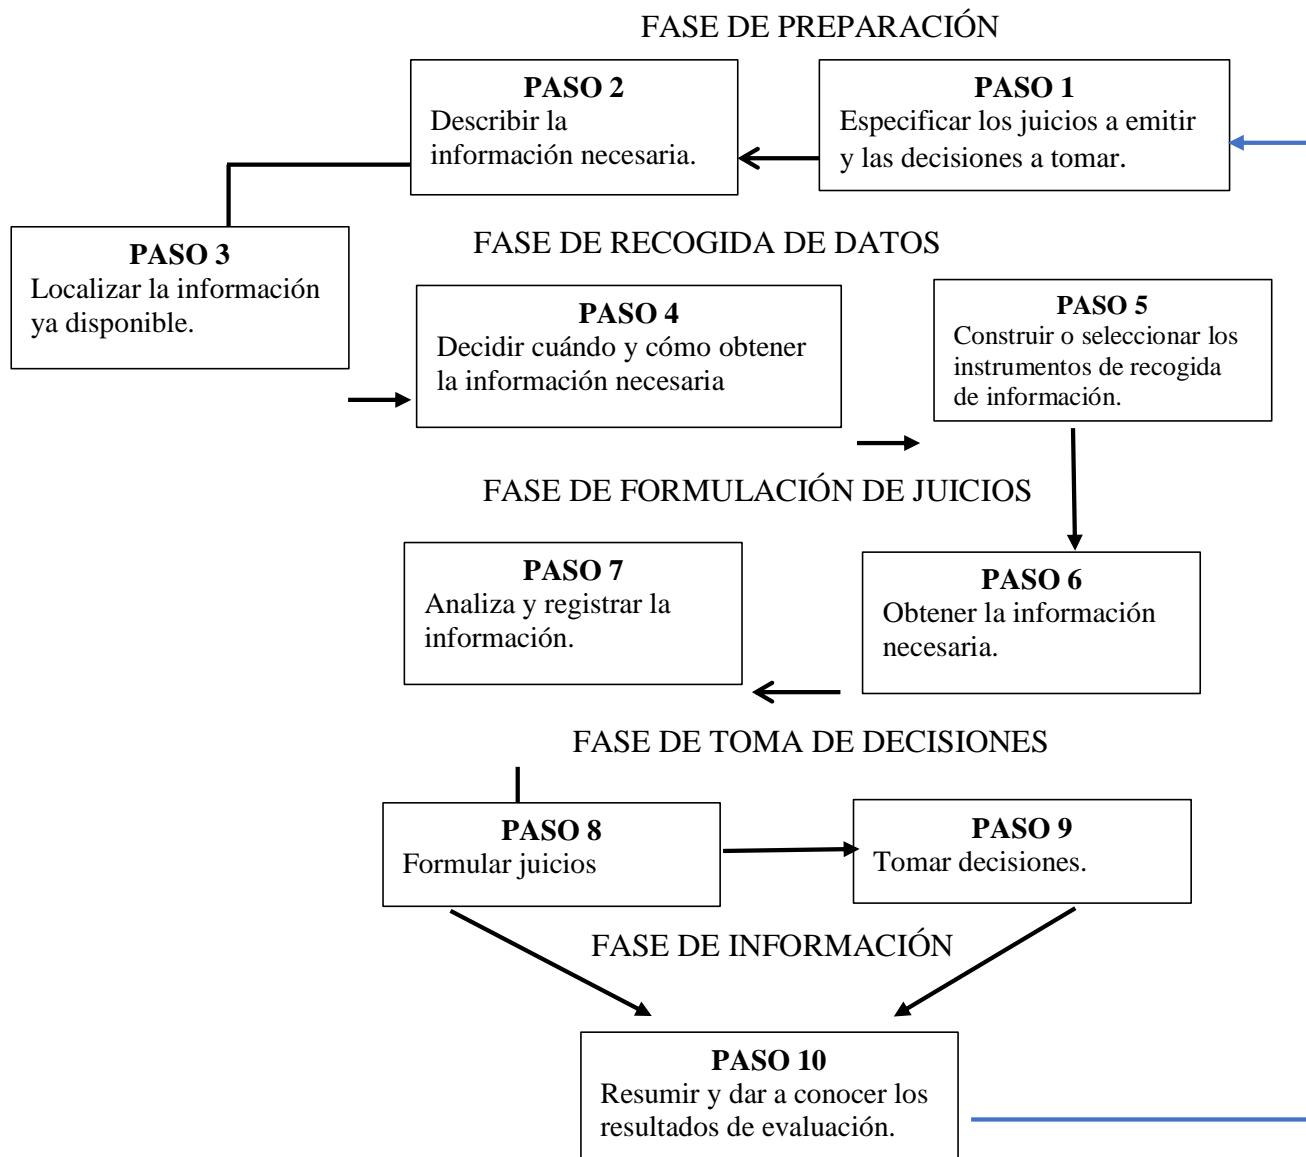 FASE DE PREPARACIÓN
PASO 1
Especificar los juicios a emitir
y las decisiones a tomar.
PASO 2
Describir la
información necesaria.
PASO 3
Localizar la información
ya disponible.
FASE DE RECOGIDA DE DATOS
PASO 4
Decidir cuándo y cómo obtener
la información necesaria
PASO 5
Construir o seleccionar los
instrumentos de recogida
de información.
FASE DE FORMULACIÓN DE JUICIOS
PASO 6
Obtener la información
necesaria.
PASO 7
Analiza y registrar la
información.
FASE DE TOMA DE DECISIONES
PASO 8
Formular juicios
PASO 9
Tomar decisiones.
FASE DE INFORMACIÓN
PASO 10
Resumir y dar a conocer los
resultados de evaluación.